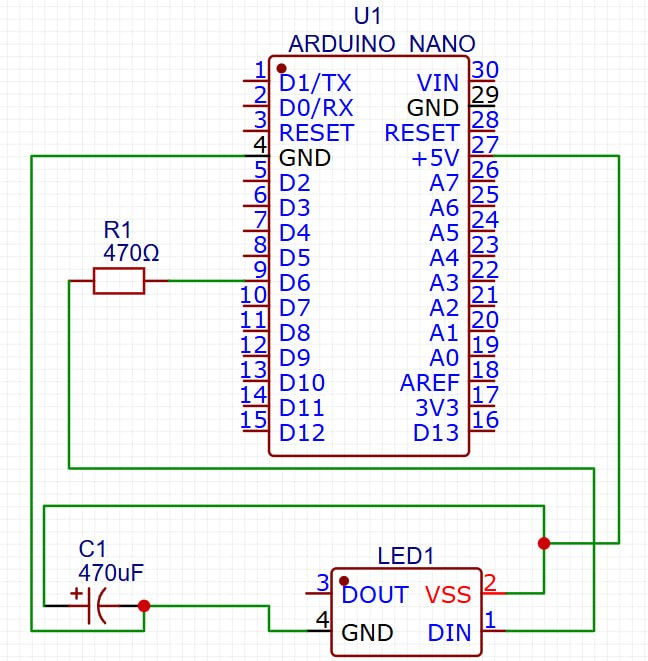 U1
ARDUINO NANO
1 D1/TX VIN 30
2 D0/RX GND 29
3 RESET RESET 28
4 GND +5V 27
5 D2 A7 26
6 D3 A6 25
7 D4 A5 24
8 D5 A4 23
9 D6 A3 22
10 D7 A2 21
11 D8 A1 20
12 D9 A0 19
13 D10 AREF 18
14 D11 3V3 17
15 D12 D13 16
R1
470Ω
C1
470uF
+
LED1
3 DOUT VSS 2
4 GND DIN 1